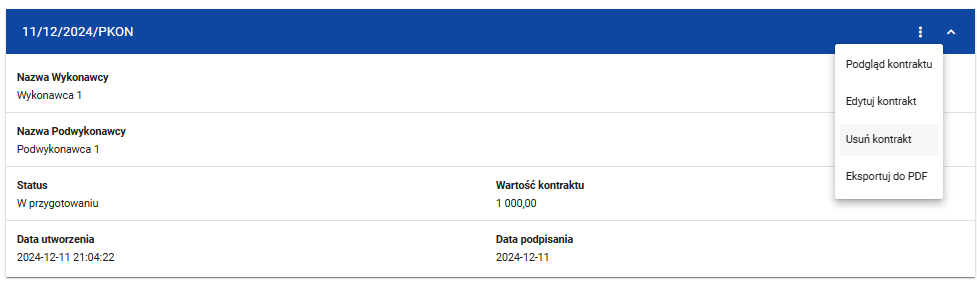 11/12/2024/PKON
Podgląd kontraktu
Edytuj kontrakt
Usuń kontrakt
Eksportuj do PDF
Nazwa Wykonawcy
Wykonawca 1
Nazwa Podwykonawcy
Podwykonawca 1
Status
W przygotowaniu
Wartość kontraktu
1 000,00
Data utworzenia
2024-12-11 21:04:22
Data podpisania
2024-12-11